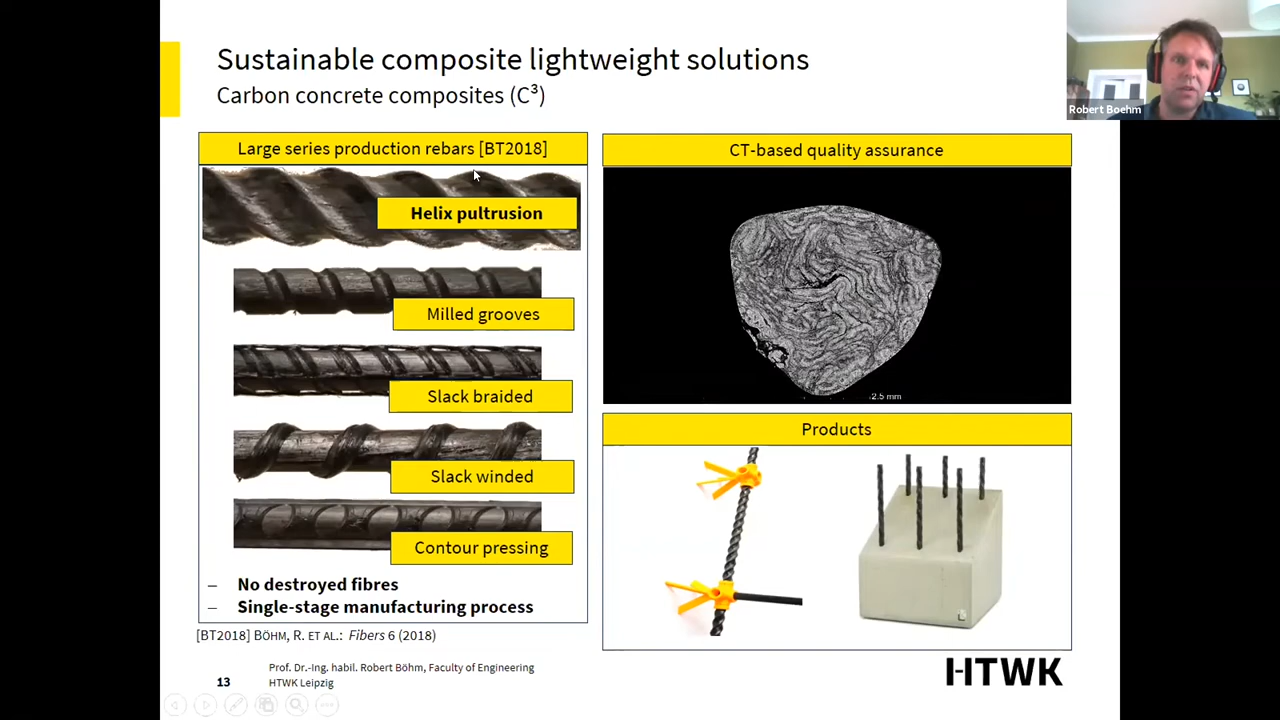 Sustainable composite lightweight solutions
Carbon concrete composites (C³)
Robert Boehm
Large series production rebars [BT2018]
Helix pultrusion
Milled grooves
Slack braided
Slack winded
Contour pressing
– No destroyed fibres
– Single-stage manufacturing process
[BT2018] BÖHM, R. ET AL.: Fibers 6 (2018)
CT-based quality assurance
2.5 mm
Products
13
Prof. Dr.-Ing. habil. Robert Böhm, Faculty of Engineering
HTWK Leipzig
HTWK